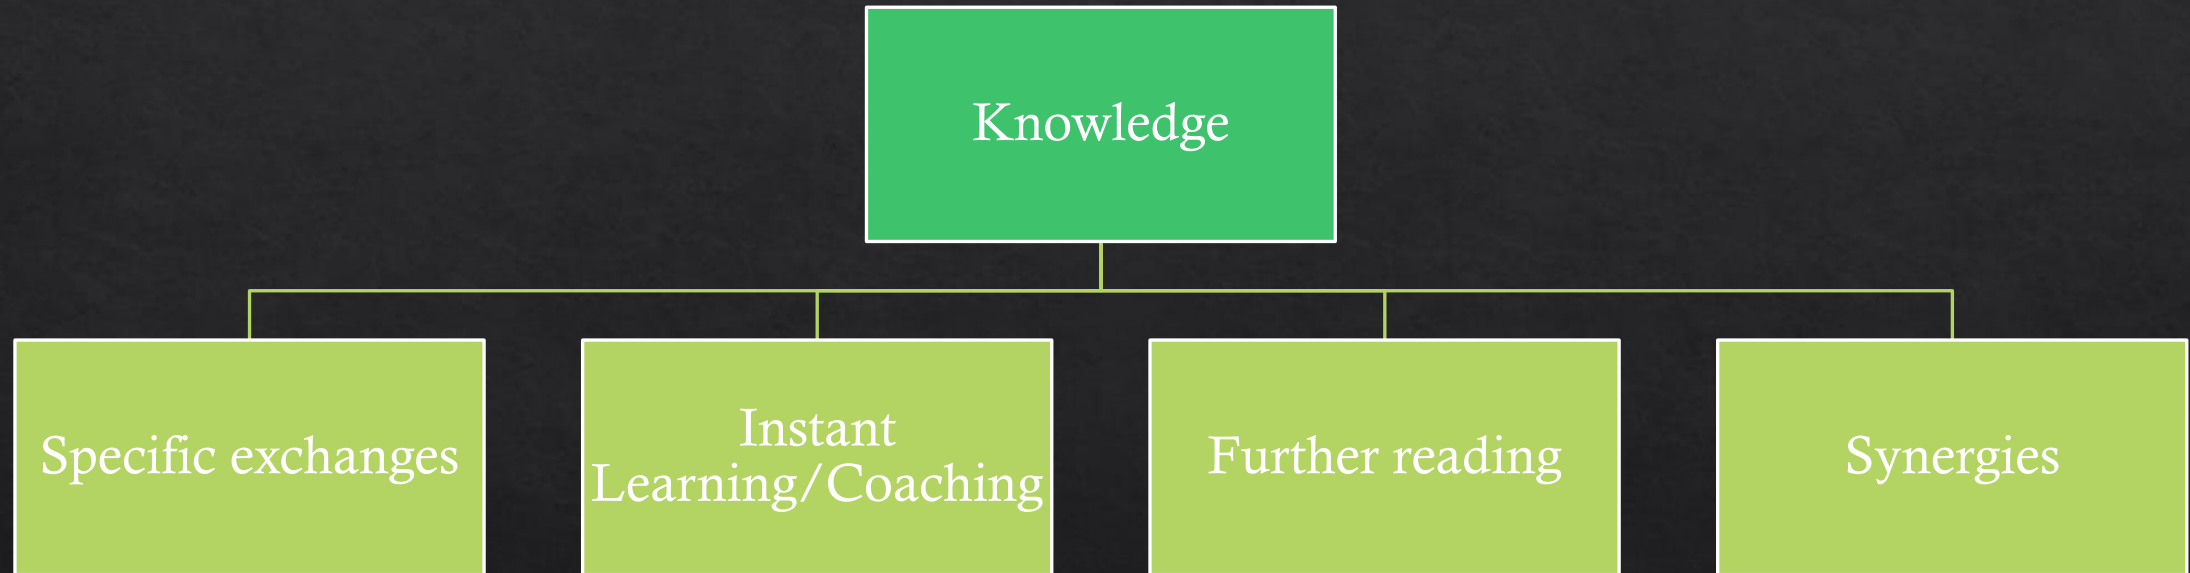 Knowledge
Specific exchanges
Instant
Learning/Coaching
Further reading
Synergies